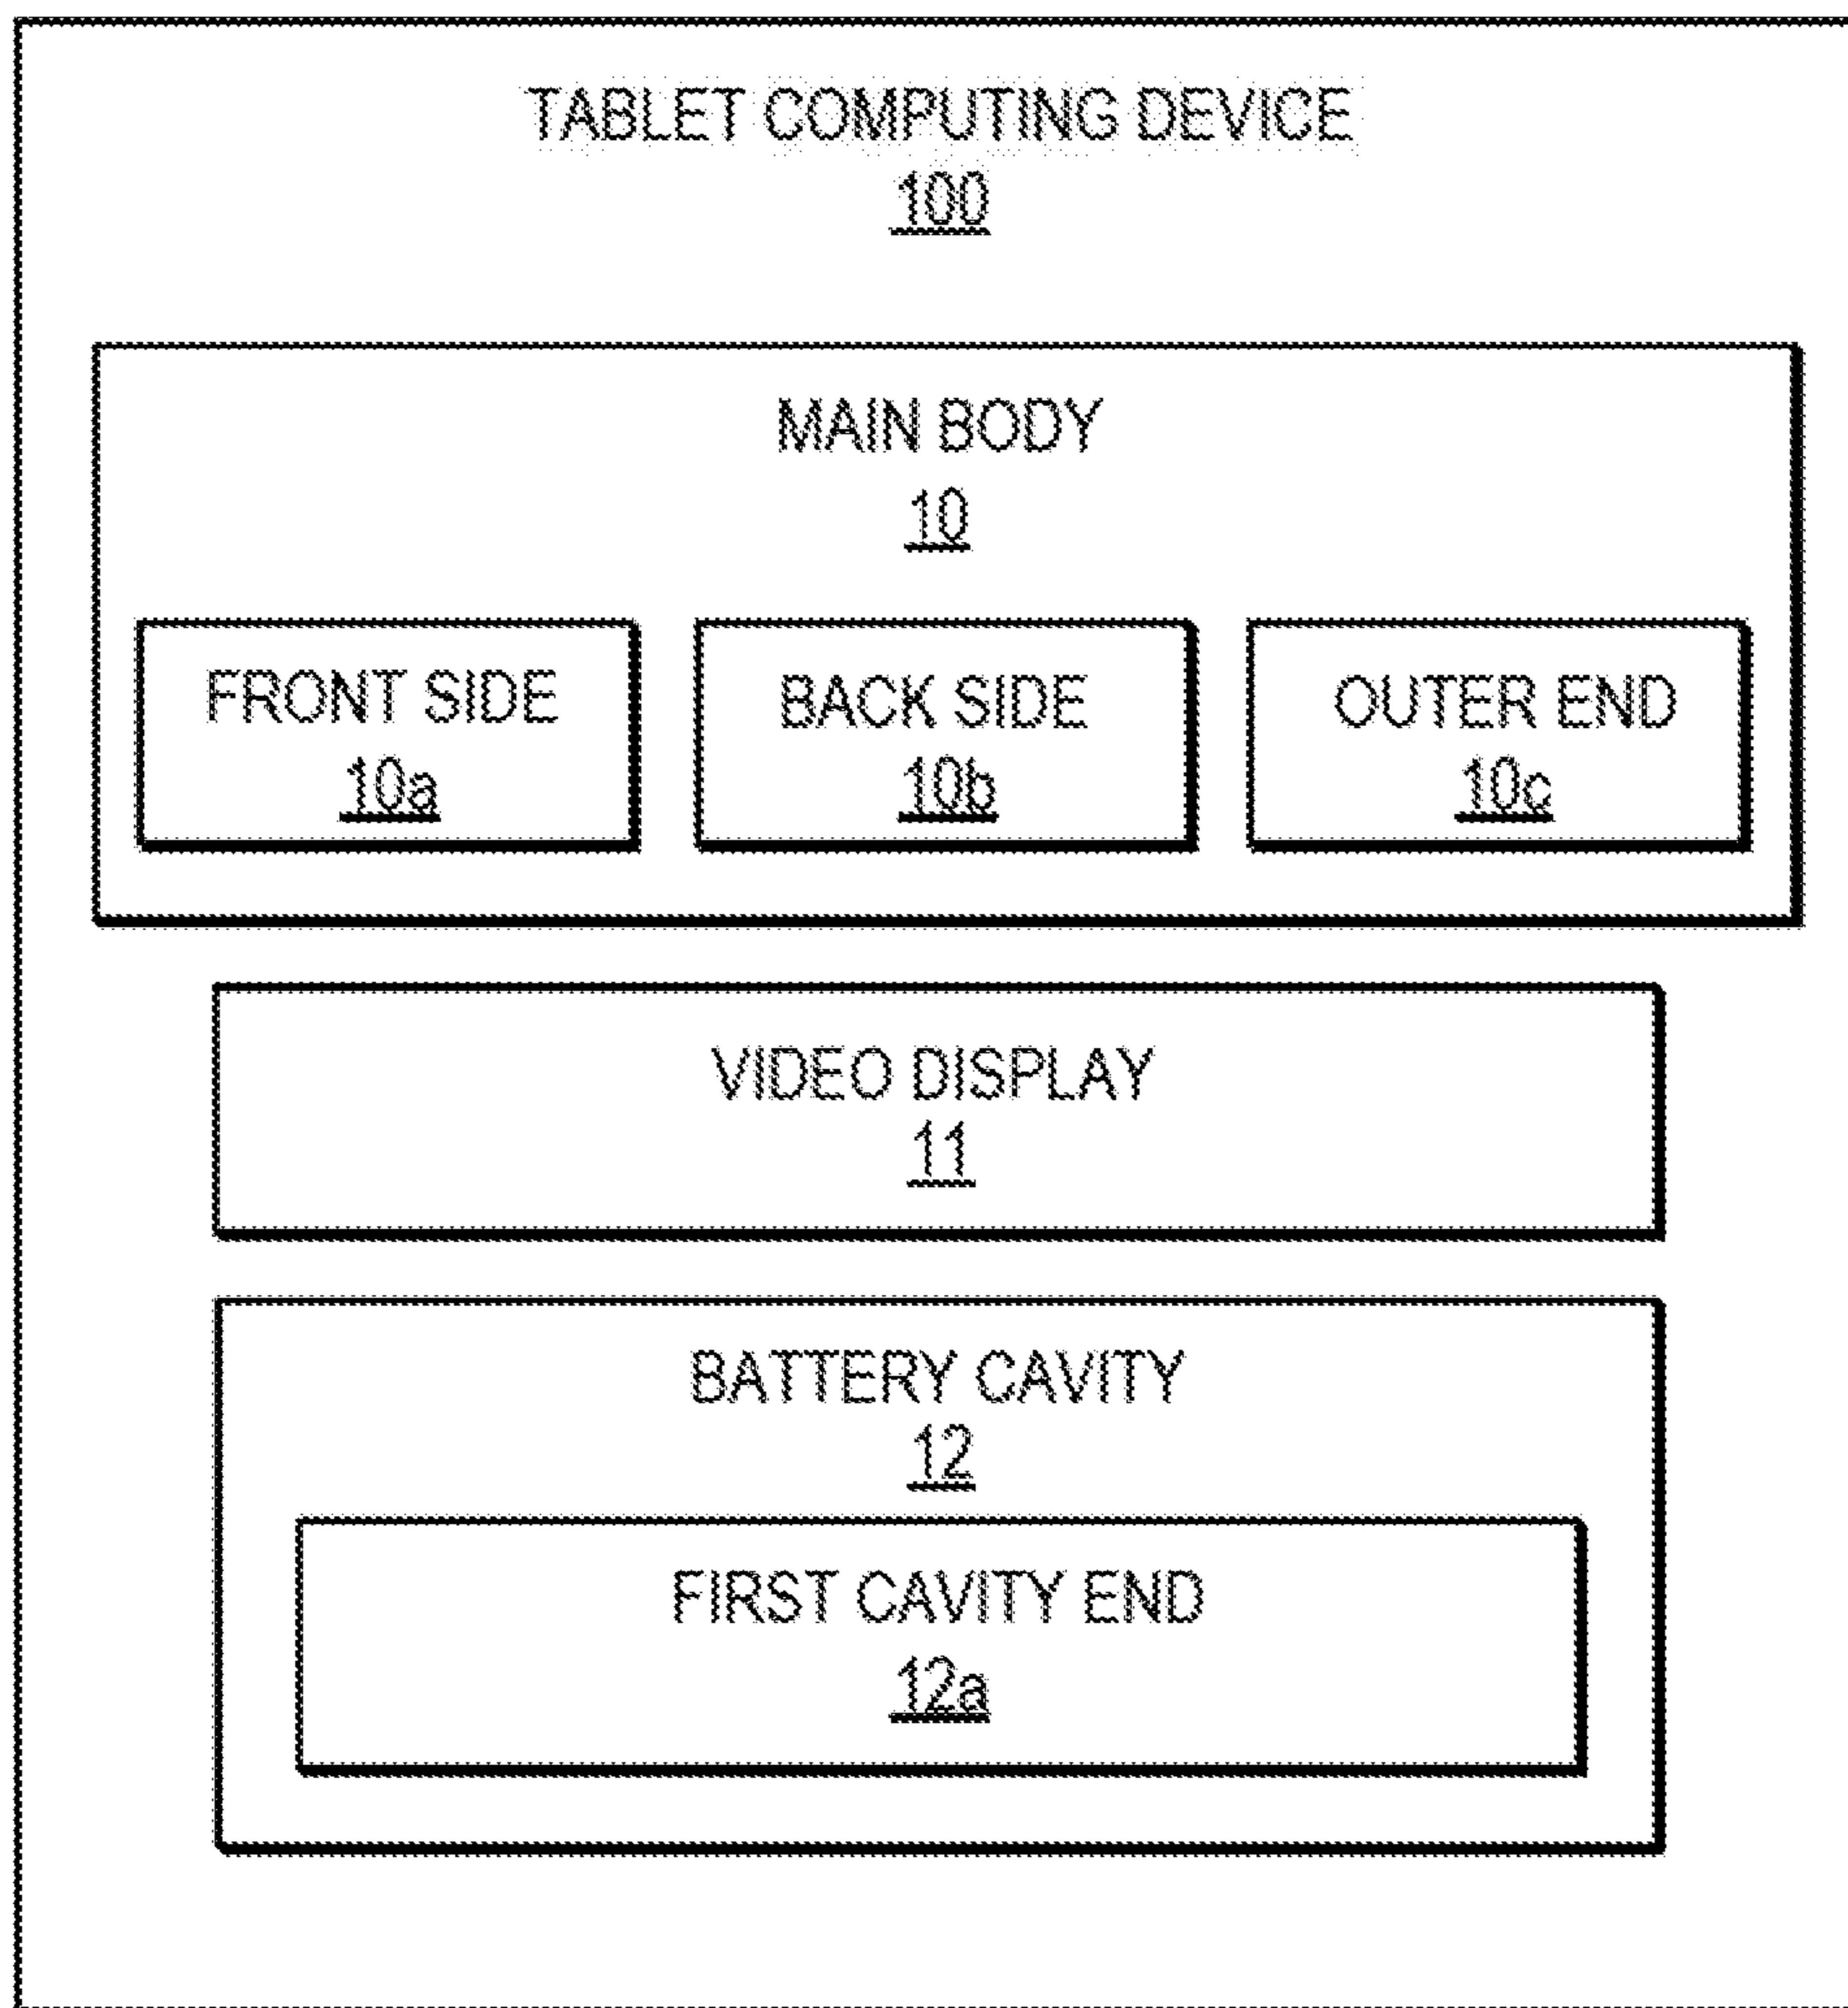 TABLET COMPUTING DEVICE
100
MAIN BODY
10
FRONT SIDE
10a
BACK SIDE
10b
OUTER END
10c
VIDEO DISPLAY
11
BATTERY CAVITY
12
FIRST CAVITY END
12a